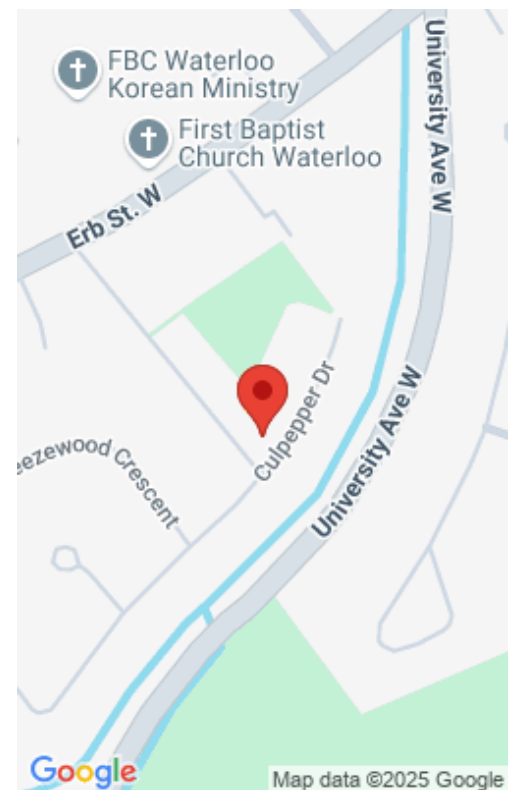 FBC Waterloo
Korean Ministry
University Ave W
First Baptist
Church Waterloo
Erb St. W
Culpepper Dr
University Ave W
eezewood Crescent
Google
Map data ©2025 Google